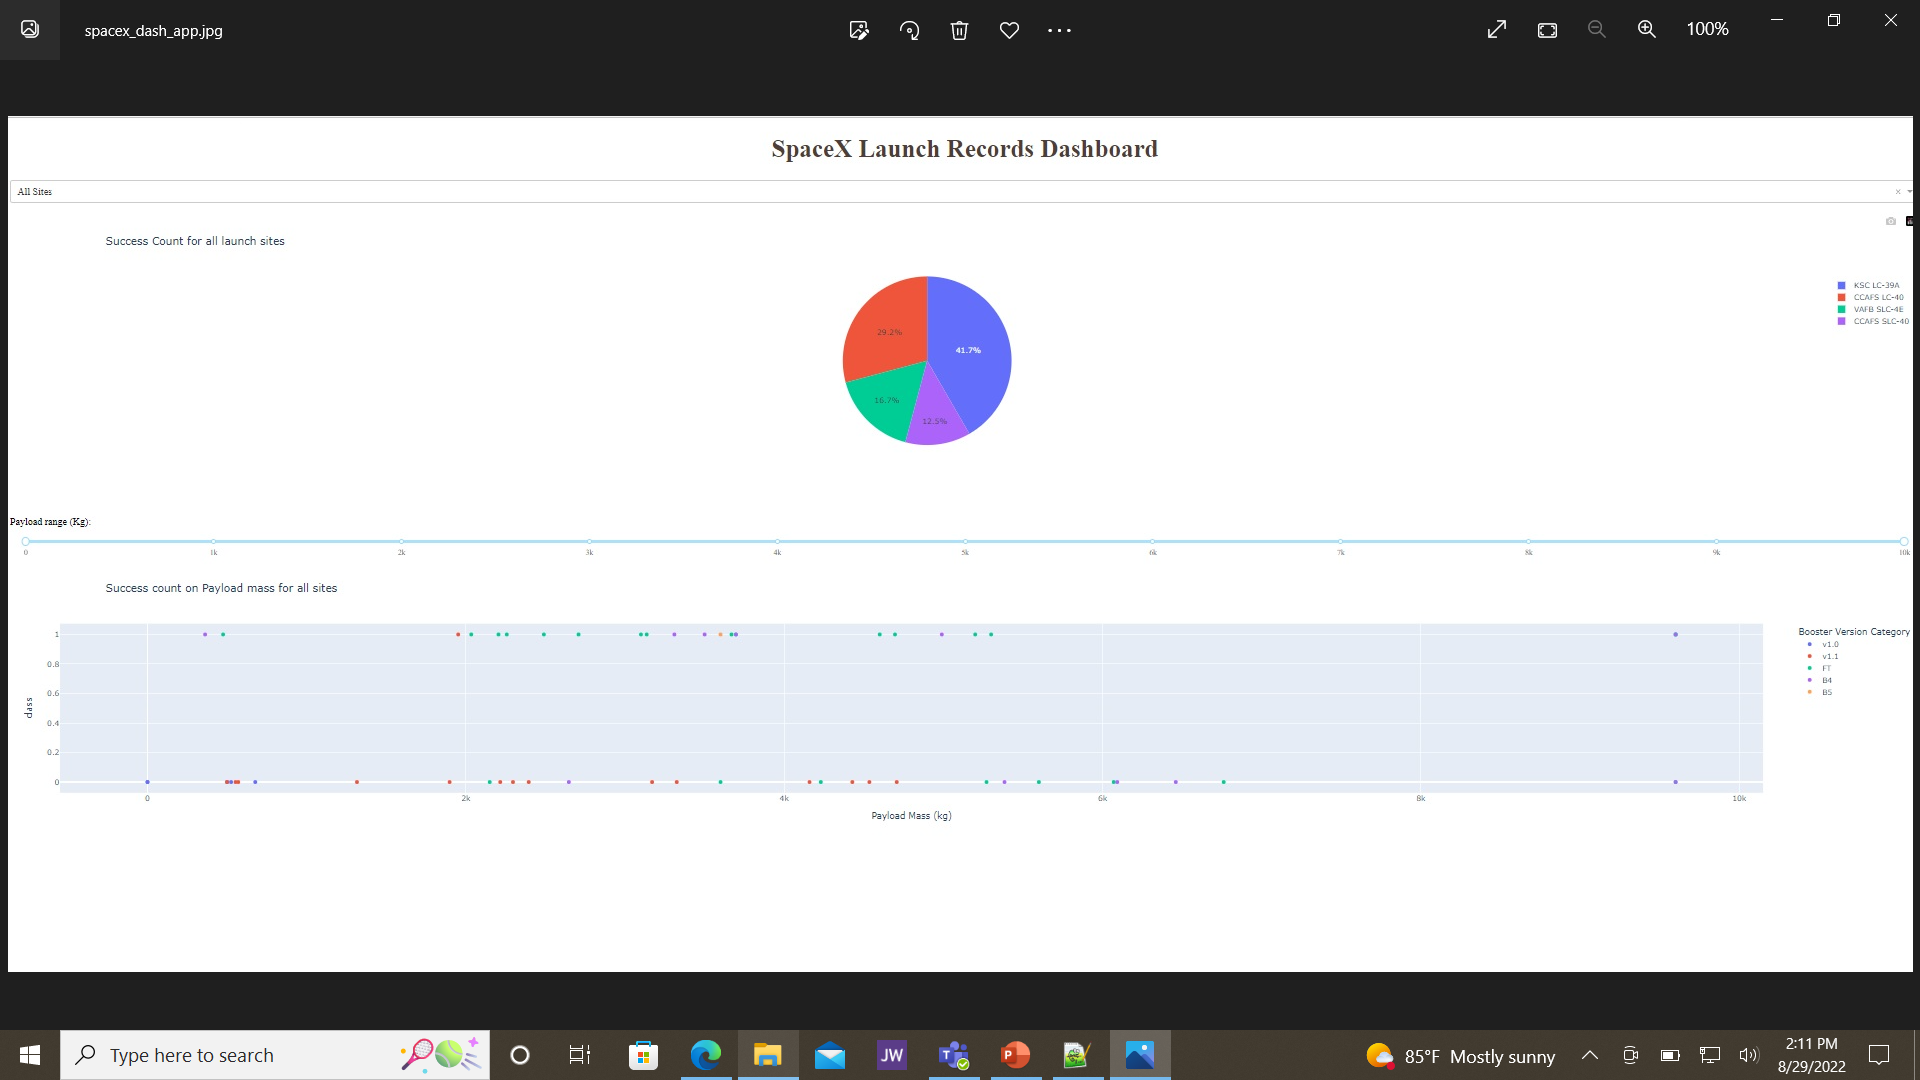 spacex_dash_app.jpg
100%
SpaceX Launch Records Dashboard
All Sites
Success Count for all launch sites
KSC LC-39A
CCAFS LC-40
VAFB SLC-4E
CCAFS SLC-40
29.2%
41.7%
16.7%
12.5%
Payload range (Kg):
0 1k 2k 3k 4k 5k 6k 7k 8k 9k 10k
Success count on Payload mass for all sites
Booster Version Category
v1.0
v1.1
FT
B4
B5
class
1
0.8
0.6
0.4
0.2
0
0 2k 4k 6k 8k 10k
Payload Mass (kg)
Type here to search
JW
85°F Mostly sunny
2:11 PM
8/29/2022